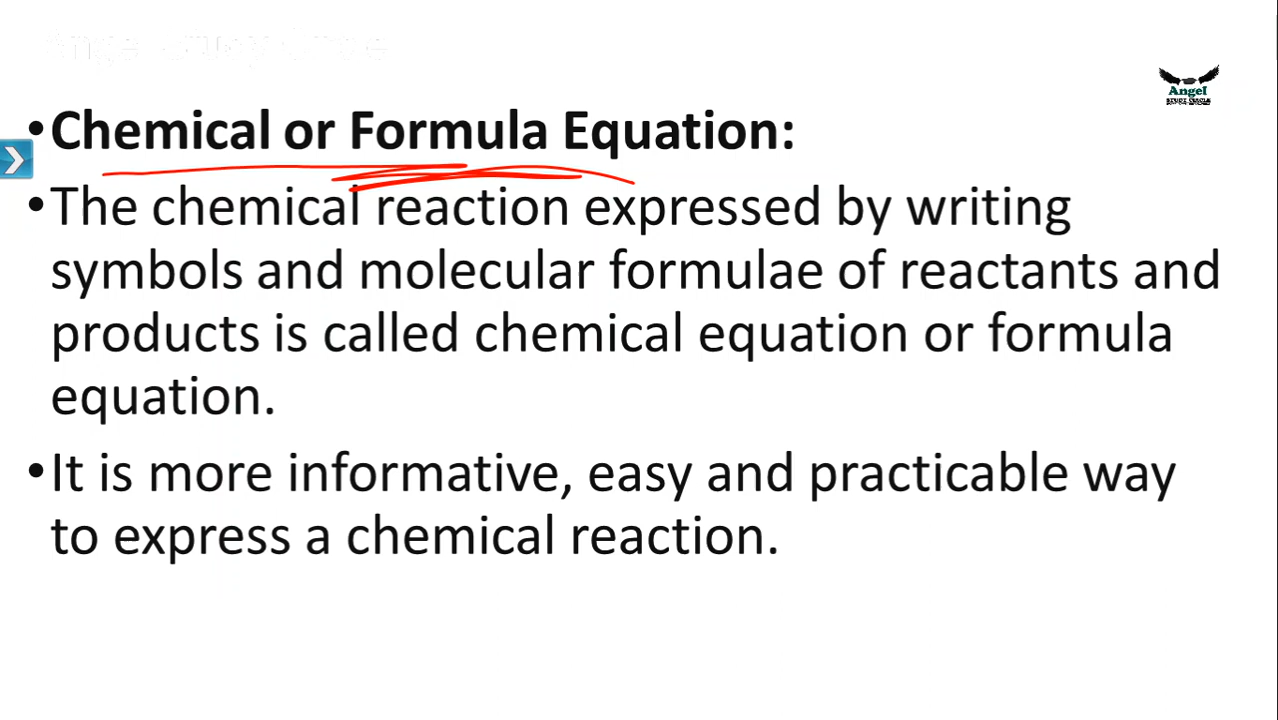 Angel
•Chemical or Formula Equation:
•The chemical reaction expressed by writing
symbols and molecular formulae of reactants and
products is called chemical equation or formula
equation.
•It is more informative, easy and practicable way
to express a chemical reaction.